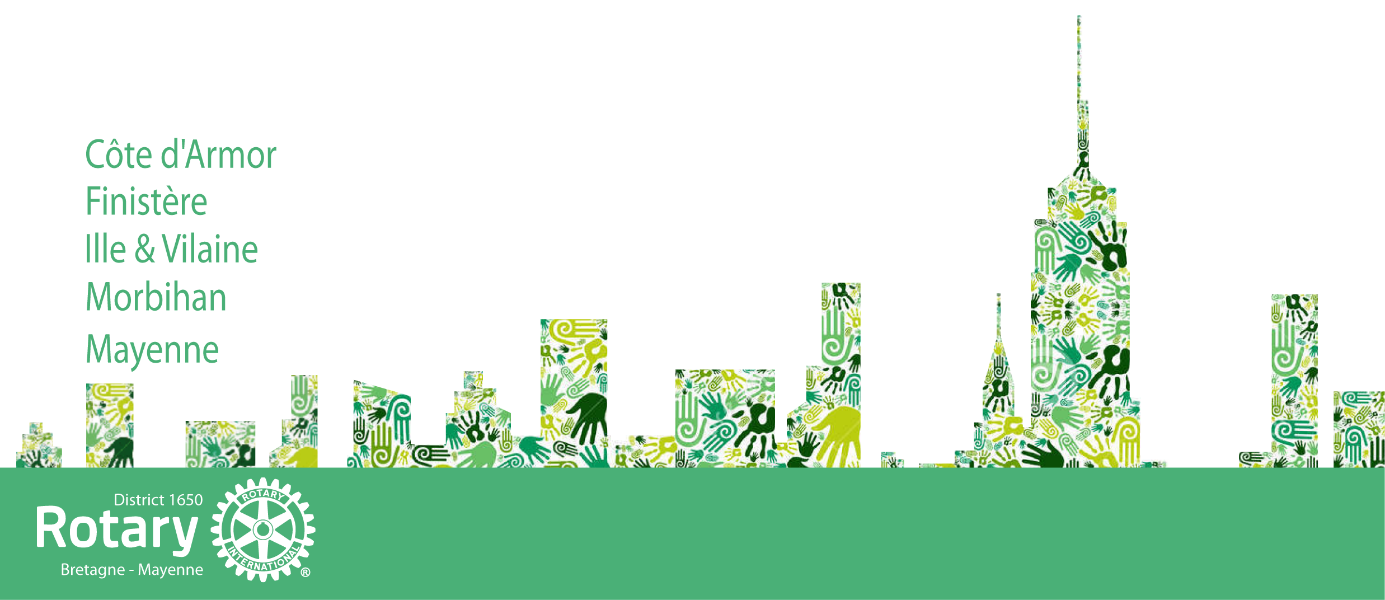 Côte d'Armor
Finistère
Ille & Vilaine
Morbihan
Mayenne
District 1650
Rotary
Bretagne - Mayenne
ROTARY
INTERNATIONAL
®